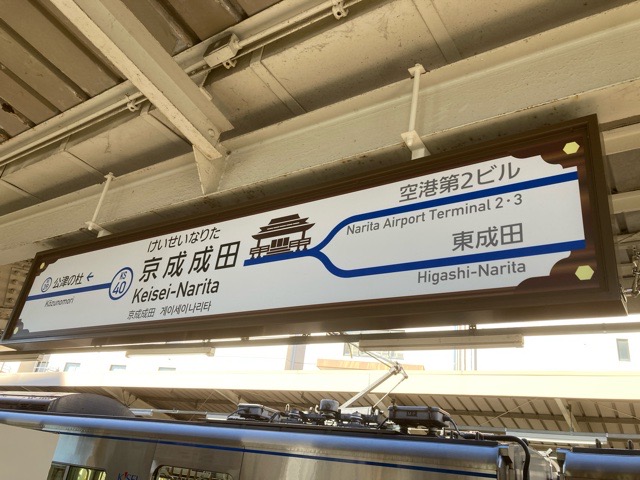 公津の杜
Kōzunomori
KS
40
けいせいなりた
京成成田
Keisei-Narita
京成成田 게이세이나리타
空港第2ビル
Narita Airport Terminal 2・3
東成田
Higashi-Narita